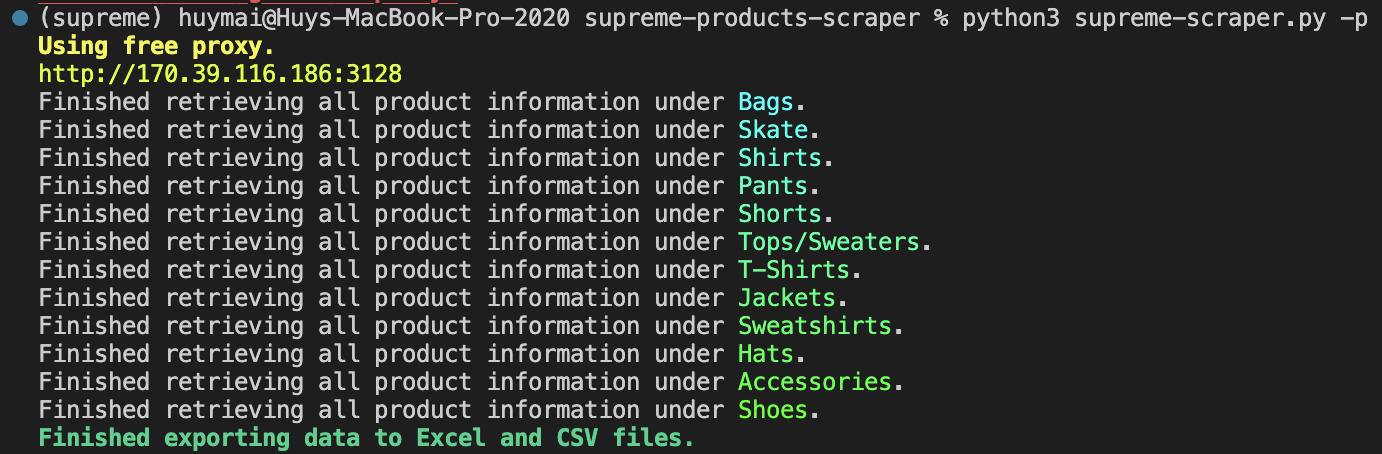 (supreme) huymai@Huys-MacBook-Pro-2020 supreme-products-scraper % python3 supreme-scraper.py -p
Using free proxy.
http://170.39.116.186:3128
Finished retrieving all product information under Bags.
Finished retrieving all product information under Skate.
Finished retrieving all product information under Shirts.
Finished retrieving all product information under Pants.
Finished retrieving all product information under Shorts.
Finished retrieving all product information under Tops/Sweaters.
Finished retrieving all product information under T-Shirts.
Finished retrieving all product information under Jackets.
Finished retrieving all product information under Sweatshirts.
Finished retrieving all product information under Hats.
Finished retrieving all product information under Accessories.
Finished retrieving all product information under Shoes.
Finished exporting data to Excel and CSV files.